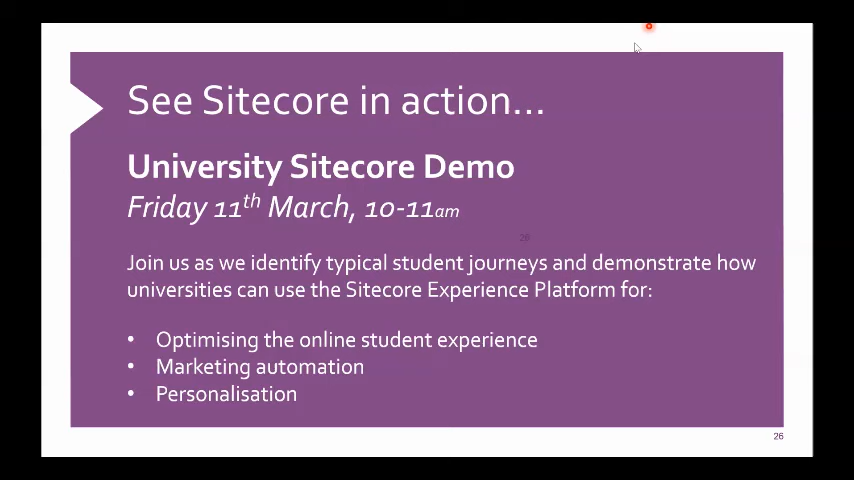 See Sitecore in action...
University Sitecore Demo
Friday 11th March, 10-11am
26
Join us as we identify typical student journeys and demonstrate how
universities can use the Sitecore Experience Platform for:
• Optimising the online student experience
• Marketing automation
• Personalisation
26